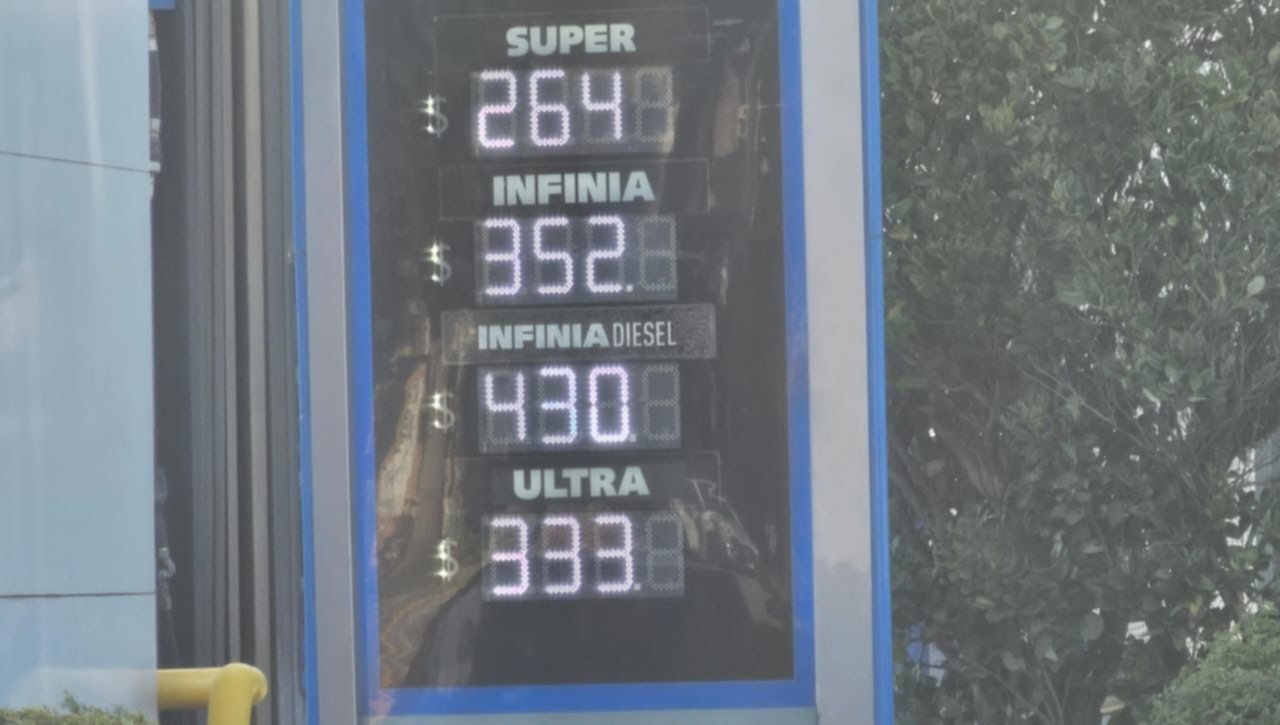 SUPER
$ 264
INFINIA
$ 352.
INFINIA DIESEL
$ 430.
ULTRA
$ 333.